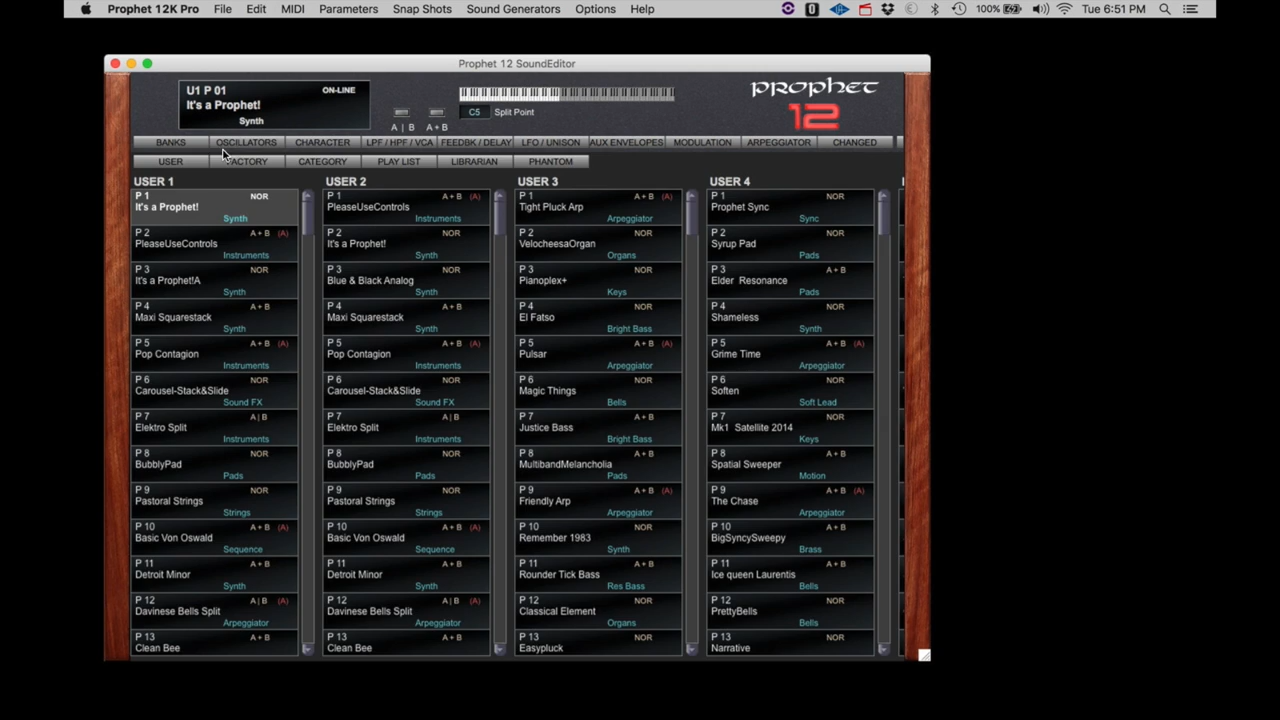 Prophet 12K Pro File Edit MIDI Parameters Snap Shots Sound Generators Options Help 100% Tue 6:51 PM
Prophet 12 SoundEditor
U1 P 01 ON-LINE
It's a Prophet!
Synth
A | B A + B
C5 Split Point
prophet
12
BANKS OSCILLATORS CHARACTER LPF / HPF / VCA FEEDBK / DELAY LFO / UNISON AUX ENVELOPES MODULATION ARPEGGIATOR CHANGED
USER FACTORY CATEGORY PLAY LIST LIBRARIAN PHANTOM
USER 1
P 1 NOR
It's a Prophet!
Synth
P 2 A + B (A)
PleaseUseControls
Instruments
P 3 NOR
It's a Prophet!A
Synth
P 4 A + B
Maxi Squarestack
Synth
P 5 A + B (A)
Pop Contagion
Instruments
P 6 NOR
Carousel-Stack&Slide
Sound FX
P 7 A | B
Elektro Split
Instruments
P 8 NOR
BubblyPad
Pads
P 9 NOR
Pastoral Strings
Strings
P 10 A + B (A)
Basic Von Oswald
Sequence
P 11 A + B
Detroit Minor
Synth
P 12 A | B (A)
Davinese Bells Split
Arpeggiator
P 13 A + B
Clean Bee
USER 2
P 1 A + B (A)
PleaseUseControls
Instruments
P 2 NOR
It's a Prophet!
Synth
P 3 NOR
Blue & Black Analog
Synth
P 4 A + B
Maxi Squarestack
Synth
P 5 A + B (A)
Pop Contagion
Instruments
P 6 NOR
Carousel-Stack&Slide
Sound FX
P 7 A | B
Elektro Split
Instruments
P 8 NOR
BubblyPad
Pads
P 9 NOR
Pastoral Strings
Strings
P 10 A + B (A)
Basic Von Oswald
Sequence
P 11 A + B
Detroit Minor
Synth
P 12 A | B (A)
Davinese Bells Split
Arpeggiator
P 13 A + B
Clean Bee
USER 3
P 1 A + B (A)
Tight Pluck Arp
Arpeggiator
P 2 NOR
VelocheesaOrgan
Organs
P 3 NOR
Pianoplex+
Keys
P 4 NOR
El Fatso
Bright Bass
P 5 A + B (A)
Pulsar
Arpeggiator
P 6 NOR
Magic Things
Bells
P 7 A + B
Justice Bass
Bright Bass
P 8 A + B
MultibandMelancholia
Pads
P 9 A + B (A)
Friendly Arp
Arpeggiator
P 10 NOR
Remember 1983
Synth
P 11 A + B
Rounder Tick Bass
Res Bass
P 12 NOR
Classical Element
Organs
P 13 NOR
Easypluck
USER 4
P 1 NOR
Prophet Sync
Sync
P 2 NOR
Syrup Pad
Pads
P 3 A + B
Elder Resonance
Pads
P 4 NOR
Shameless
Synth
P 5 A + B (A)
Grime Time
Arpeggiator
P 6 NOR
Soften
Soft Lead
P 7 NOR
Mk1 Satellite 2014
Keys
P 8 A + B
Spatial Sweeper
Motion
P 9 A + B (A)
The Chase
Arpeggiator
P 10 A + B
BigSyncySweepy
Brass
P 11 A + B
Ice queen Laurentis
Bells
P 12 NOR
PrettyBells
Bells
P 13 NOR
Narrative